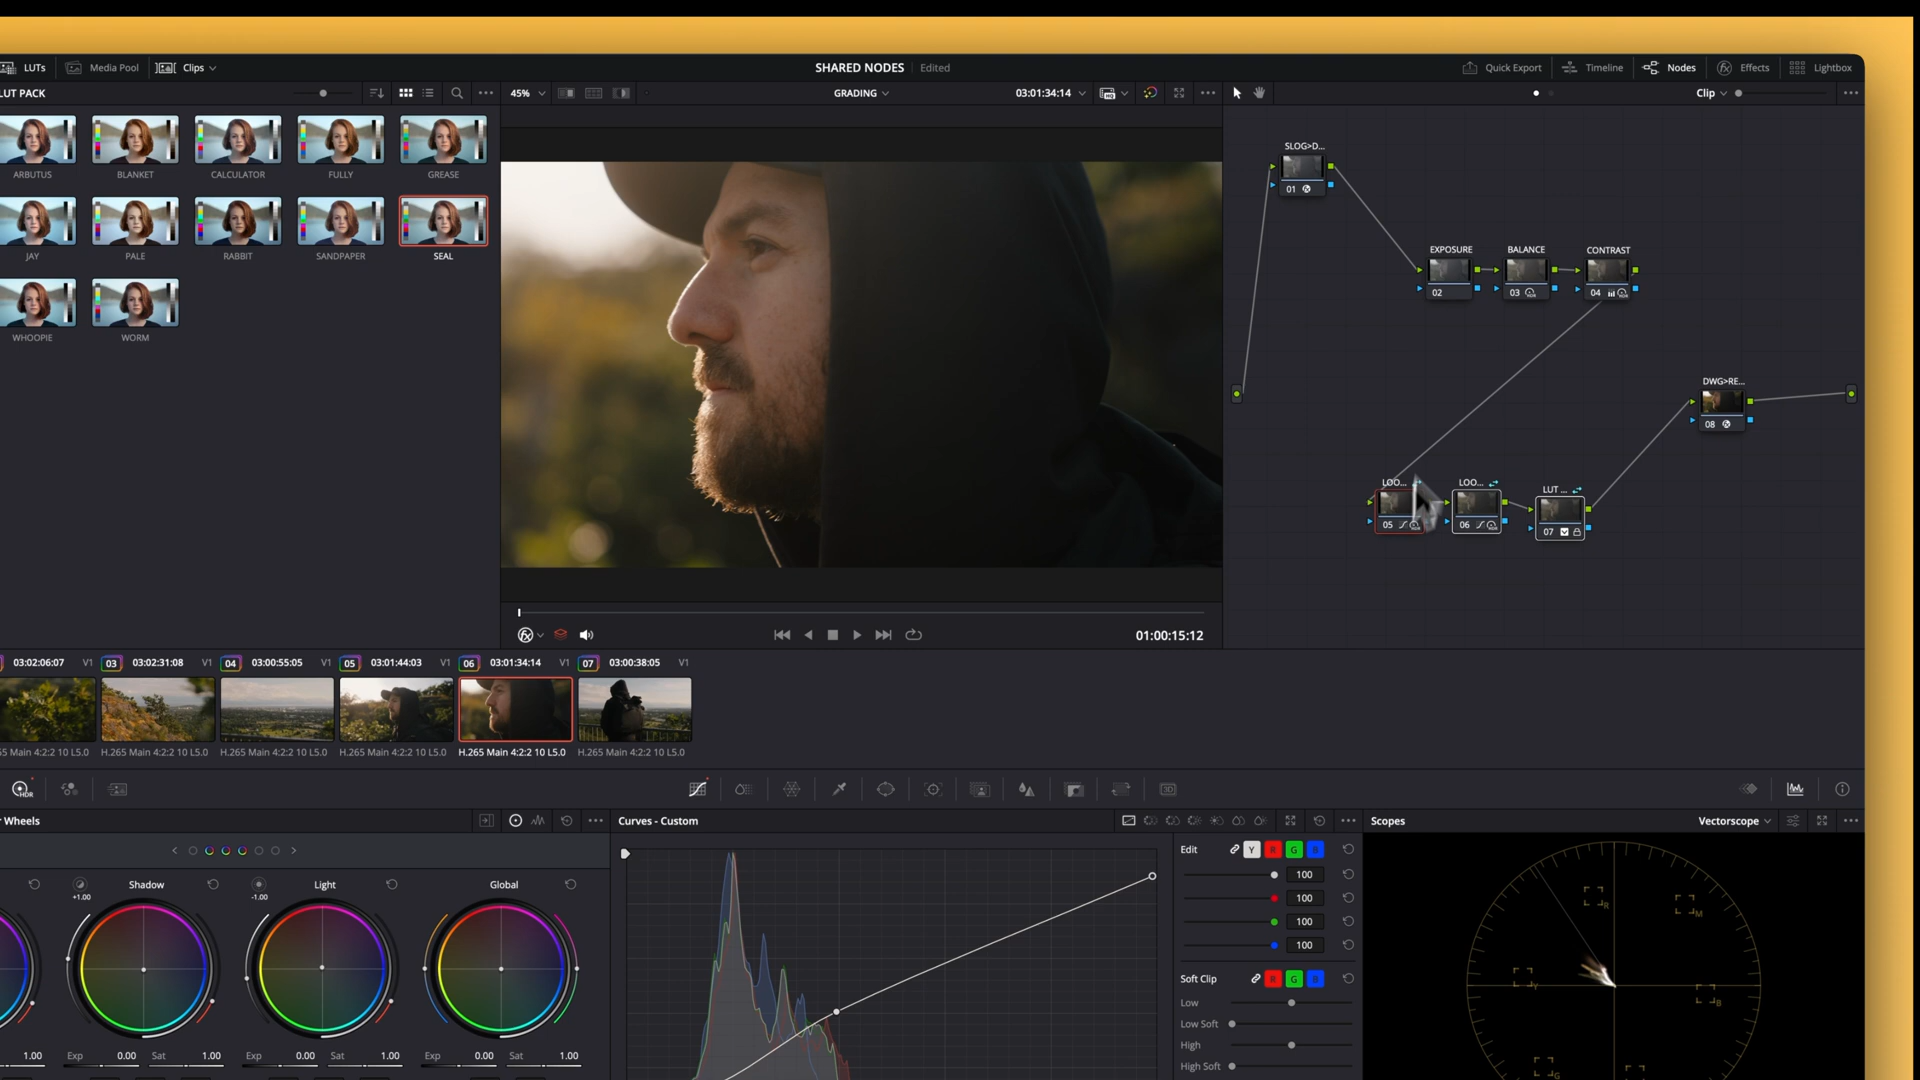 LUTs Media Pool Clips SHARED NODES Edited Quick Export Timeline Nodes Effects Lightbox
LUT PACK 45% GRADING 03:01:34:14 Clip
ARBUTUS BLANKET CALCULATOR FULLY GREASE
JAY PALE RABBIT SANDPAPER SEAL
WHOOPIE WORM
SLOG>D...
01
EXPOSURE BALANCE CONTRAST
02 03 04
DWG>RE...
08
LOO... LOO... LUT ...
05 06 07
01:00:15:12
03:02:06:07 V1 03 03:02:31:08 V1 04 03:00:55:05 V1 05 03:01:44:03 V1 06 03:01:34:14 V1 07 03:00:38:05 V1
5 Main 4:2:2 10 L5.0 H.265 Main 4:2:2 10 L5.0 H.265 Main 4:2:2 10 L5.0 H.265 Main 4:2:2 10 L5.0 H.265 Main 4:2:2 10 L5.0 H.265 Main 4:2:2 10 L5.0
HDR 3D
Wheels Curves - Custom Scopes Vectorscope
Shadow Light Global
+1.00 -1.00
1.00 Exp 0.00 Sat 1.00 Exp 0.00 Sat 1.00 Exp 0.00 Sat 1.00
Edit Y R G B
100
100
100
100
Soft Clip R G B
Low
Low Soft
High
High Soft
R M
Y B
G